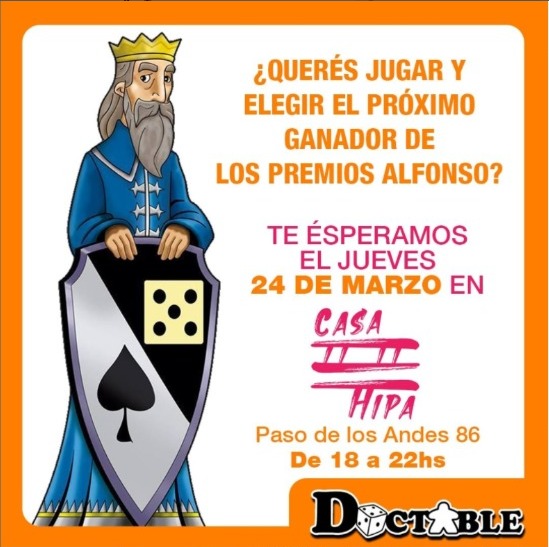 ¿QUERÉS JUGAR Y
ELEGIR EL PRÓXIMO
GANADOR DE
LOS PREMIOS ALFONSO?
TE ÉSPERAMOS
EL JUEVES
24 DE MARZO EN
CASA
HIPA
Paso de los Andes 86
De 18 a 22hs
DOCTABLE